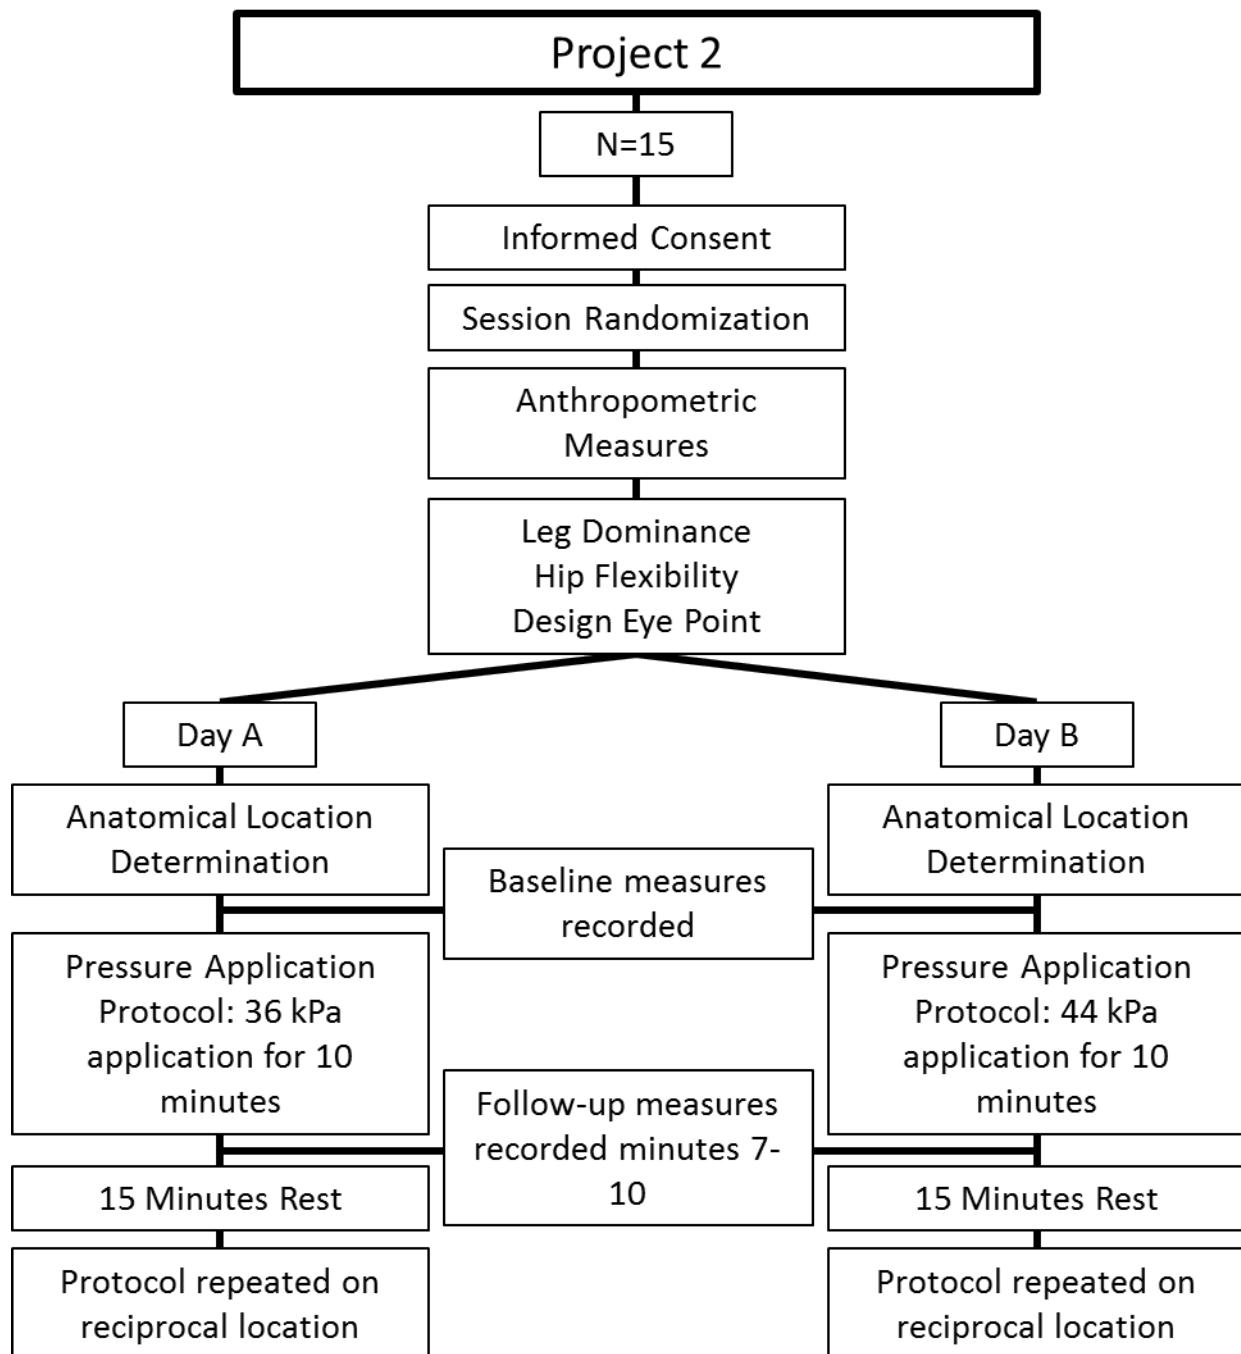 Project 2
N=15
Informed Consent
Session Randomization
Anthropometric
Measures
Leg Dominance
Hip Flexibility
Design Eye Point
Day A
Day B
Anatomical Location
Determination
Anatomical Location
Determination
Baseline measures
recorded
Pressure Application
Protocol: 36 kPa
application for 10
minutes
Pressure Application
Protocol: 44 kPa
application for 10
minutes
Follow-up measures
recorded minutes 7-
10
15 Minutes Rest
15 Minutes Rest
Protocol repeated on
reciprocal location
Protocol repeated on
reciprocal location